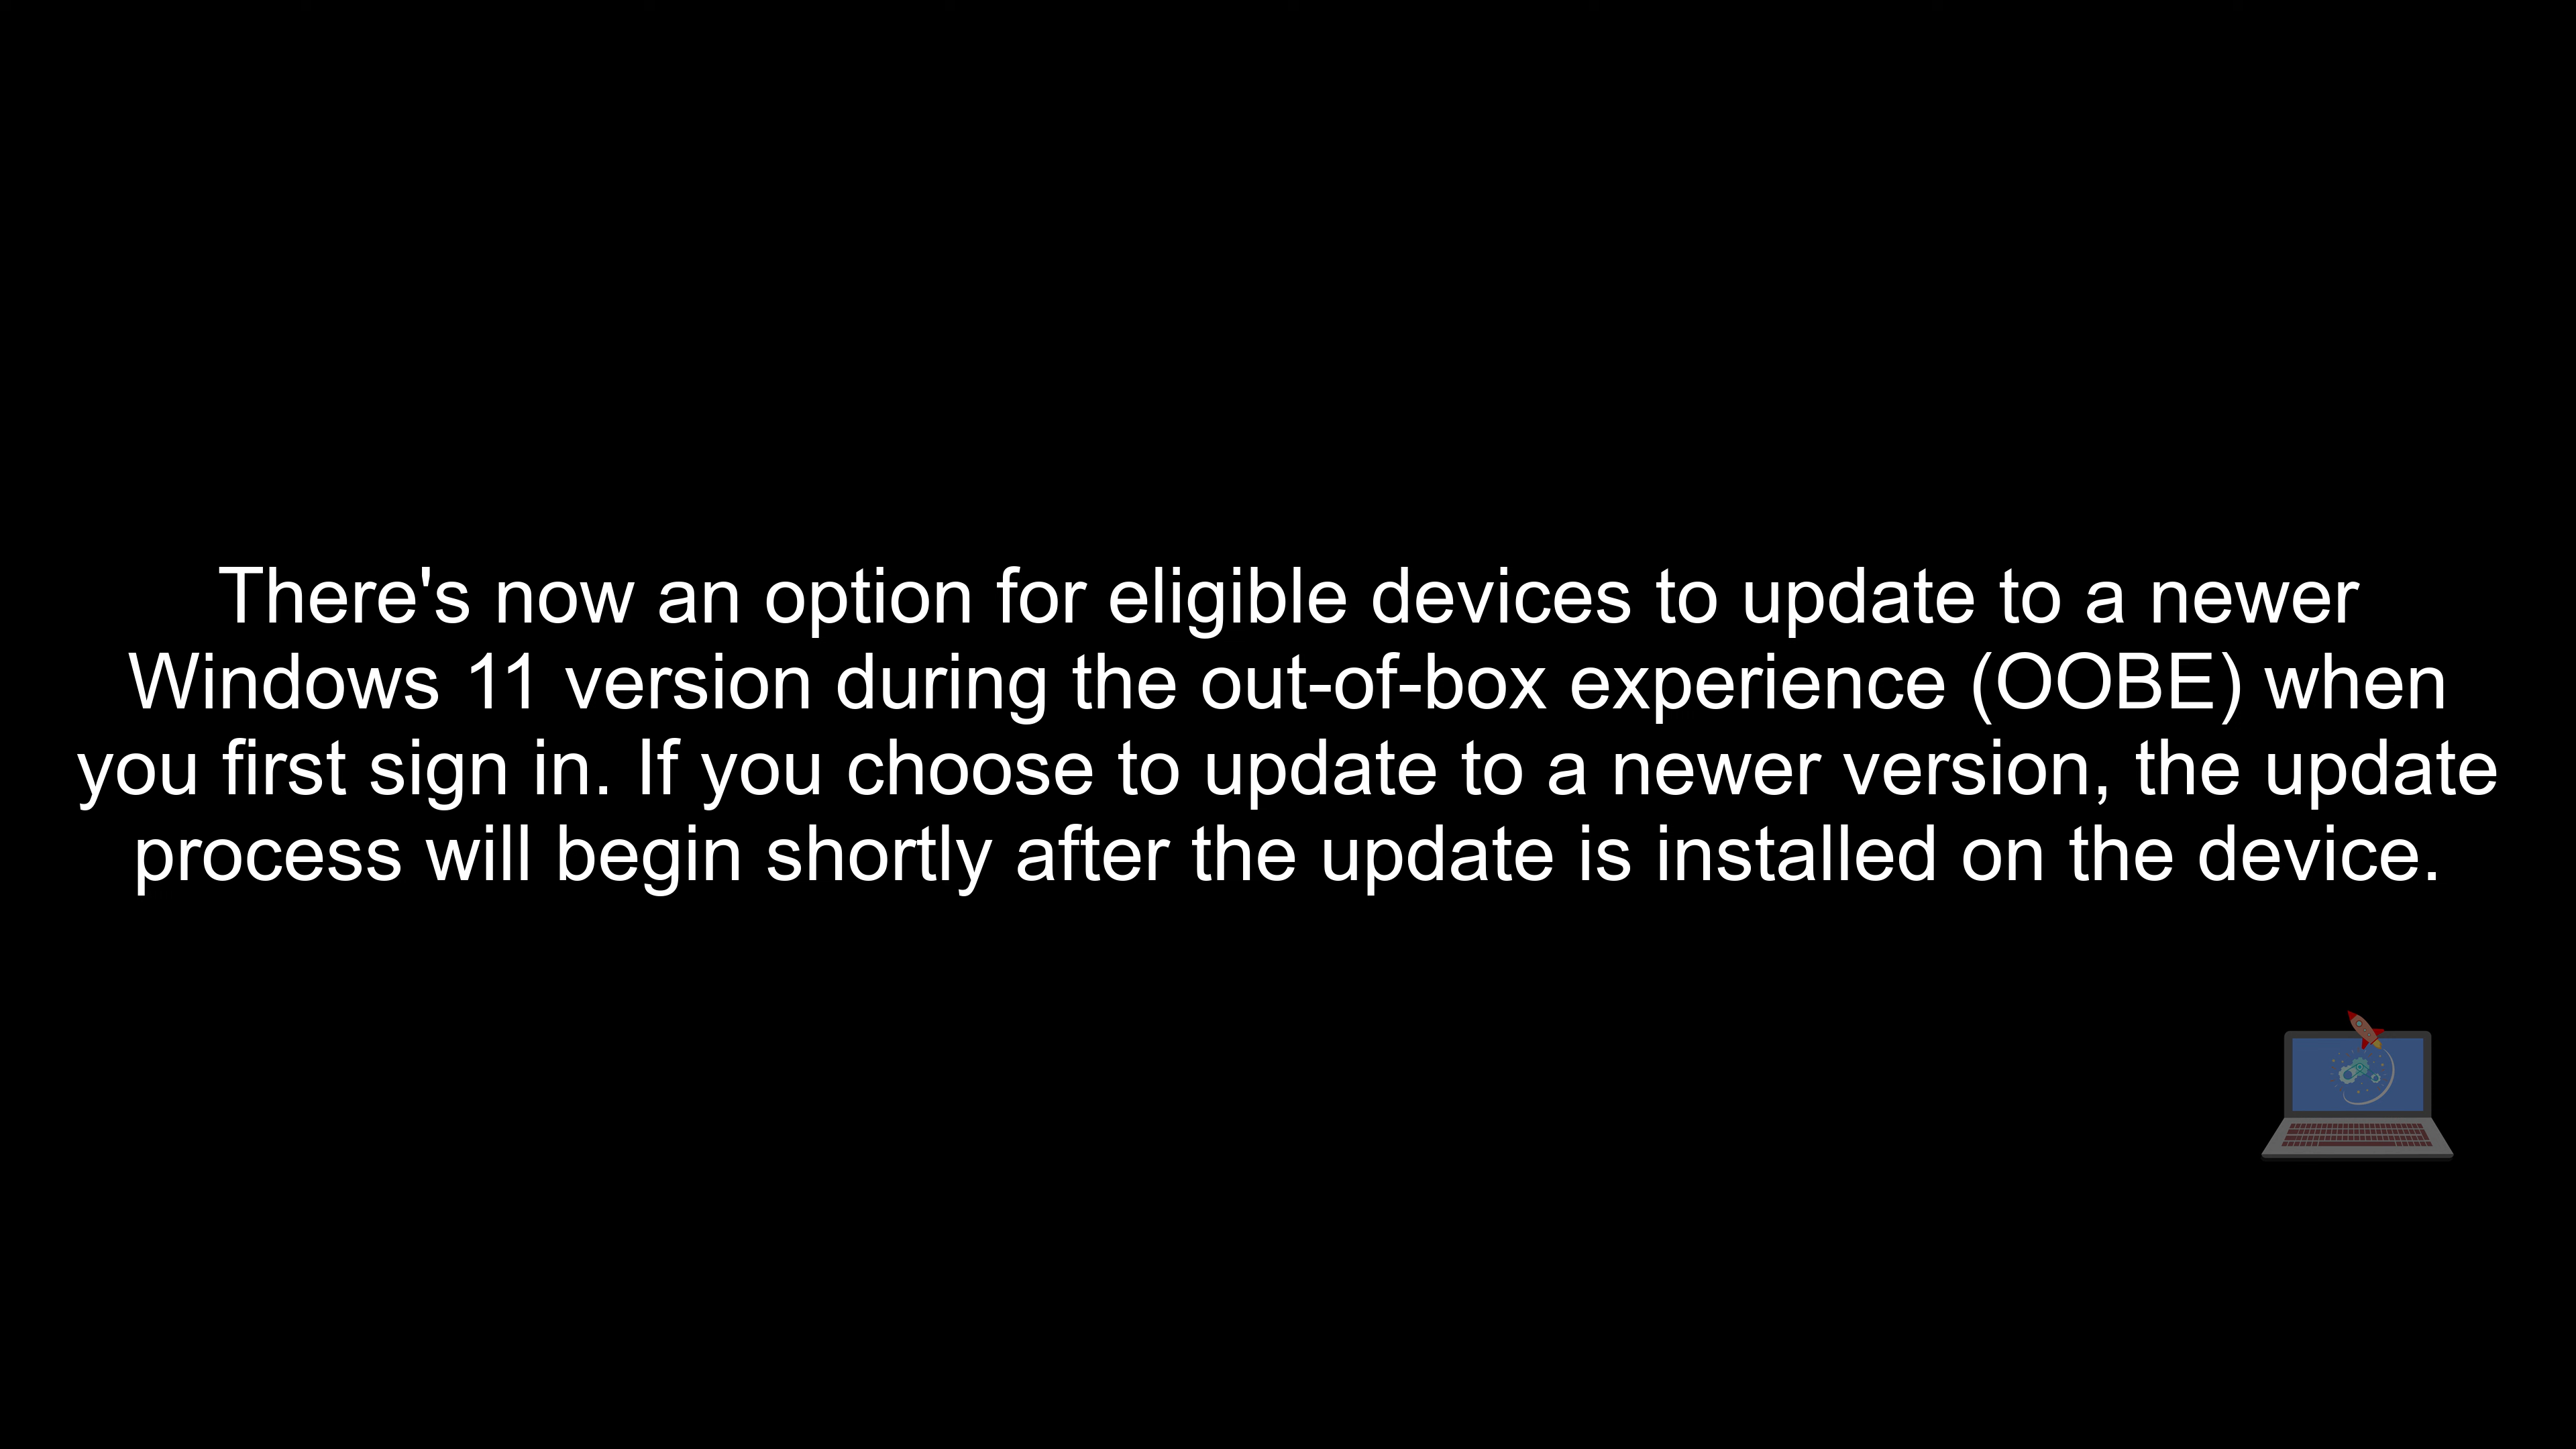 There's now an option for eligible devices to update to a newer
Windows 11 version during the out-of-box experience (OOBE) when
you first sign in. If you choose to update to a newer version, the update
process will begin shortly after the update is installed on the device.